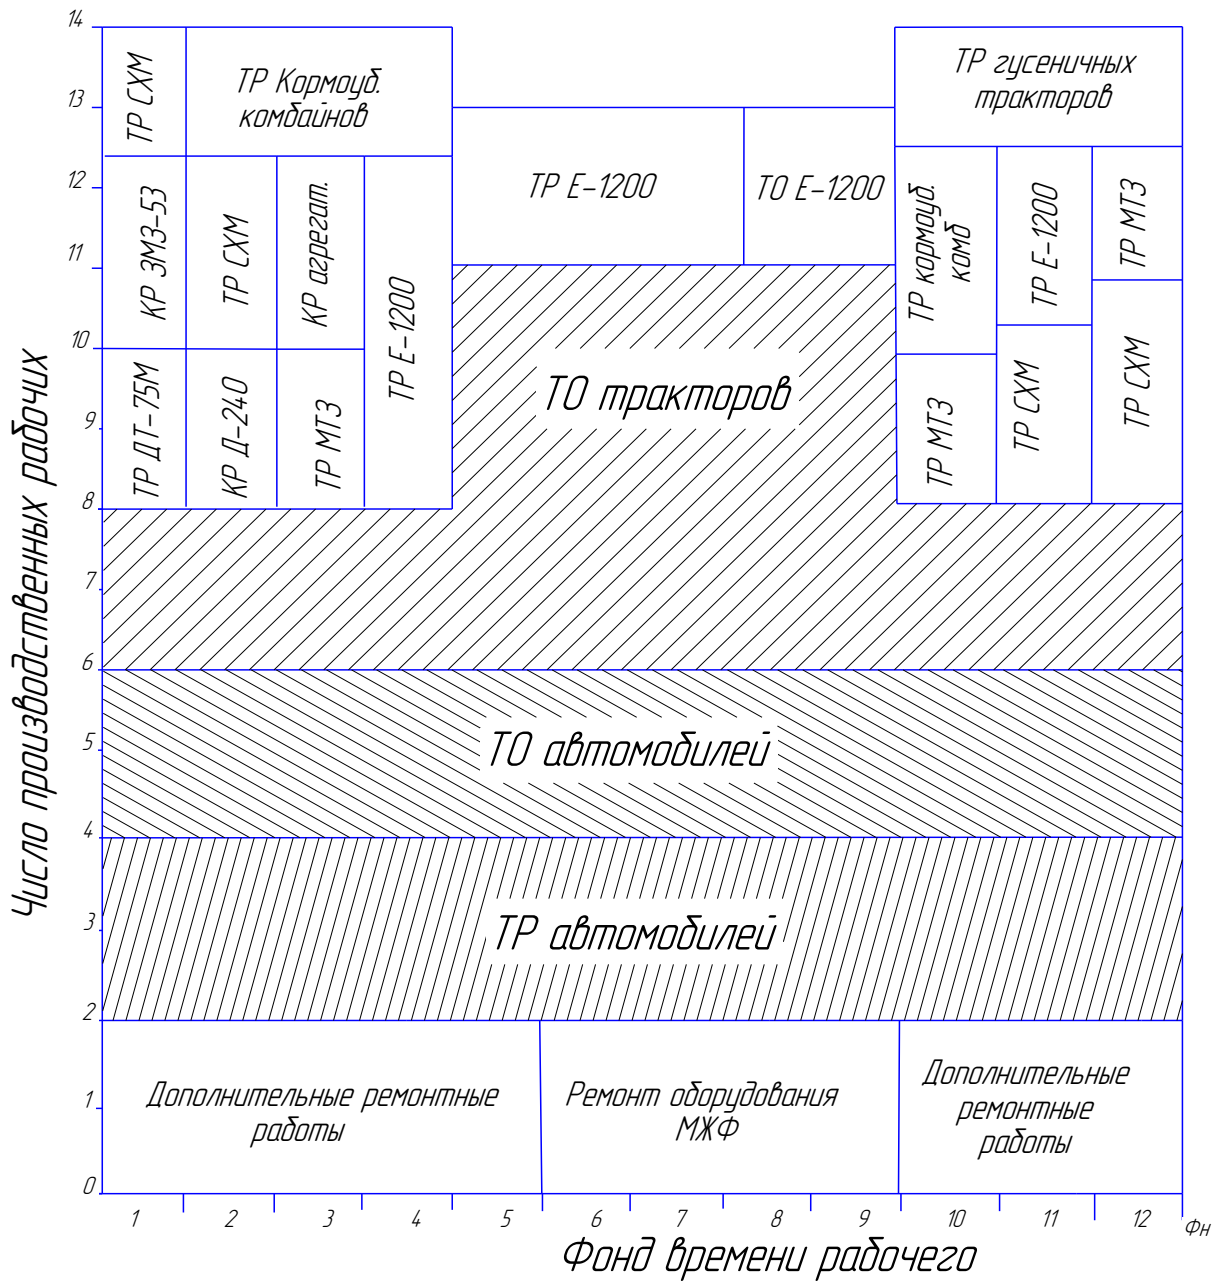 14
13
12
11
10
9
8
7
6
5
4
3
2
1
0
Число производственных рабочих
ТР СХМ
ТР Кормоуб.
комбайнов
КР ЗМЗ-53
ТР СХМ
КР агрегат.
ТР Е-1200
ТР ДТ-75М
КР Д-240
ТР МТЗ
ТР Е-1200
ТО Е-1200
ТР гусеничных
тракторов
ТР кормоуб.
комб
ТР Е-1200
ТР МТЗ
ТР МТЗ
ТР СХМ
ТР СХМ
ТО тракторов
ТО автомобилей
ТР автомобилей
Дополнительные ремонтные
работы
Ремонт оборудования
МЖФ
Дополнительные
ремонтные
работы
1 2 3 4 5 6 7 8 9 10 11 12 Фн
Фонд времени рабочего